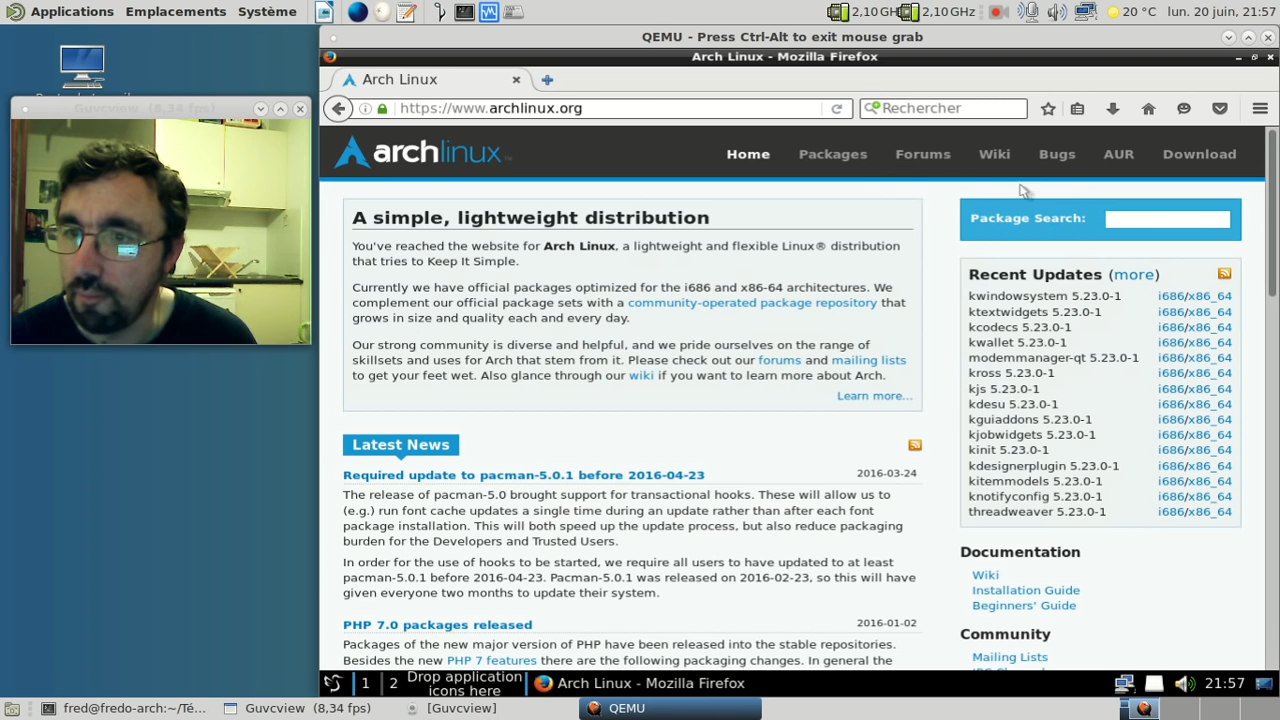 Applications Emplacements Système
2,10 GHz 2,10 GHz 20 °C lun. 20 juin, 21:57
QEMU - Press Ctrl-Alt to exit mouse grab
Arch Linux - Mozilla Firefox
Arch Linux
https://www.archlinux.org
Rechercher
Guvcview (8,34 fps)
archlinux
Home Packages Forums Wiki Bugs AUR Download
A simple, lightweight distribution
You've reached the website for Arch Linux, a lightweight and flexible Linux® distribution
that tries to Keep It Simple.
Currently we have official packages optimized for the i686 and x86-64 architectures. We
complement our official package sets with a community-operated package repository that
grows in size and quality each and every day.
Our strong community is diverse and helpful, and we pride ourselves on the range of
skillsets and uses for Arch that stem from it. Please check out our forums and mailing lists
to get your feet wet. Also glance through our wiki if you want to learn more about Arch.
Learn more...
Latest News
Required update to pacman-5.0.1 before 2016-04-23 2016-03-24
The release of pacman-5.0 brought support for transactional hooks. These will allow us to
(e.g.) run font cache updates a single time during an update rather than after each font
package installation. This will both speed up the update process, but also reduce packaging
burden for the Developers and Trusted Users.
In order for the use of hooks to be started, we require all users to have updated to at least
pacman-5.0.1 before 2016-04-23. Pacman-5.0.1 was released on 2016-02-23, so this will have
given everyone two months to update their system.
PHP 7.0 packages released 2016-01-02
Packages of the new major version of PHP have been released into the stable repositories.
Besides the new PHP 7 features there are the following packaging changes. In general the
Package Search:
Recent Updates (more)
kwindowsystem 5.23.0-1 i686/x86_64
ktextwidgets 5.23.0-1 i686/x86_64
kcodecs 5.23.0-1 i686/x86_64
kwallet 5.23.0-1 i686/x86_64
modemmanager-qt 5.23.0-1 i686/x86_64
kross 5.23.0-1 i686/x86_64
kjs 5.23.0-1 i686/x86_64
kdesu 5.23.0-1 i686/x86_64
kguiaddons 5.23.0-1 i686/x86_64
kjobwidgets 5.23.0-1 i686/x86_64
kinit 5.23.0-1 i686/x86_64
kdesignerplugin 5.23.0-1 i686/x86_64
kitemmodels 5.23.0-1 i686/x86_64
knotifyconfig 5.23.0-1 i686/x86_64
threadweaver 5.23.0-1 i686/x86_64
Documentation
Wiki
Installation Guide
Beginners' Guide
Community
Mailing Lists
1 2 Drop application
icons here
Arch Linux - Mozilla Firefox
21:57
fred@fredo-arch:~/Té... Guvcview (8,34 fps) [Guvcview] QEMU